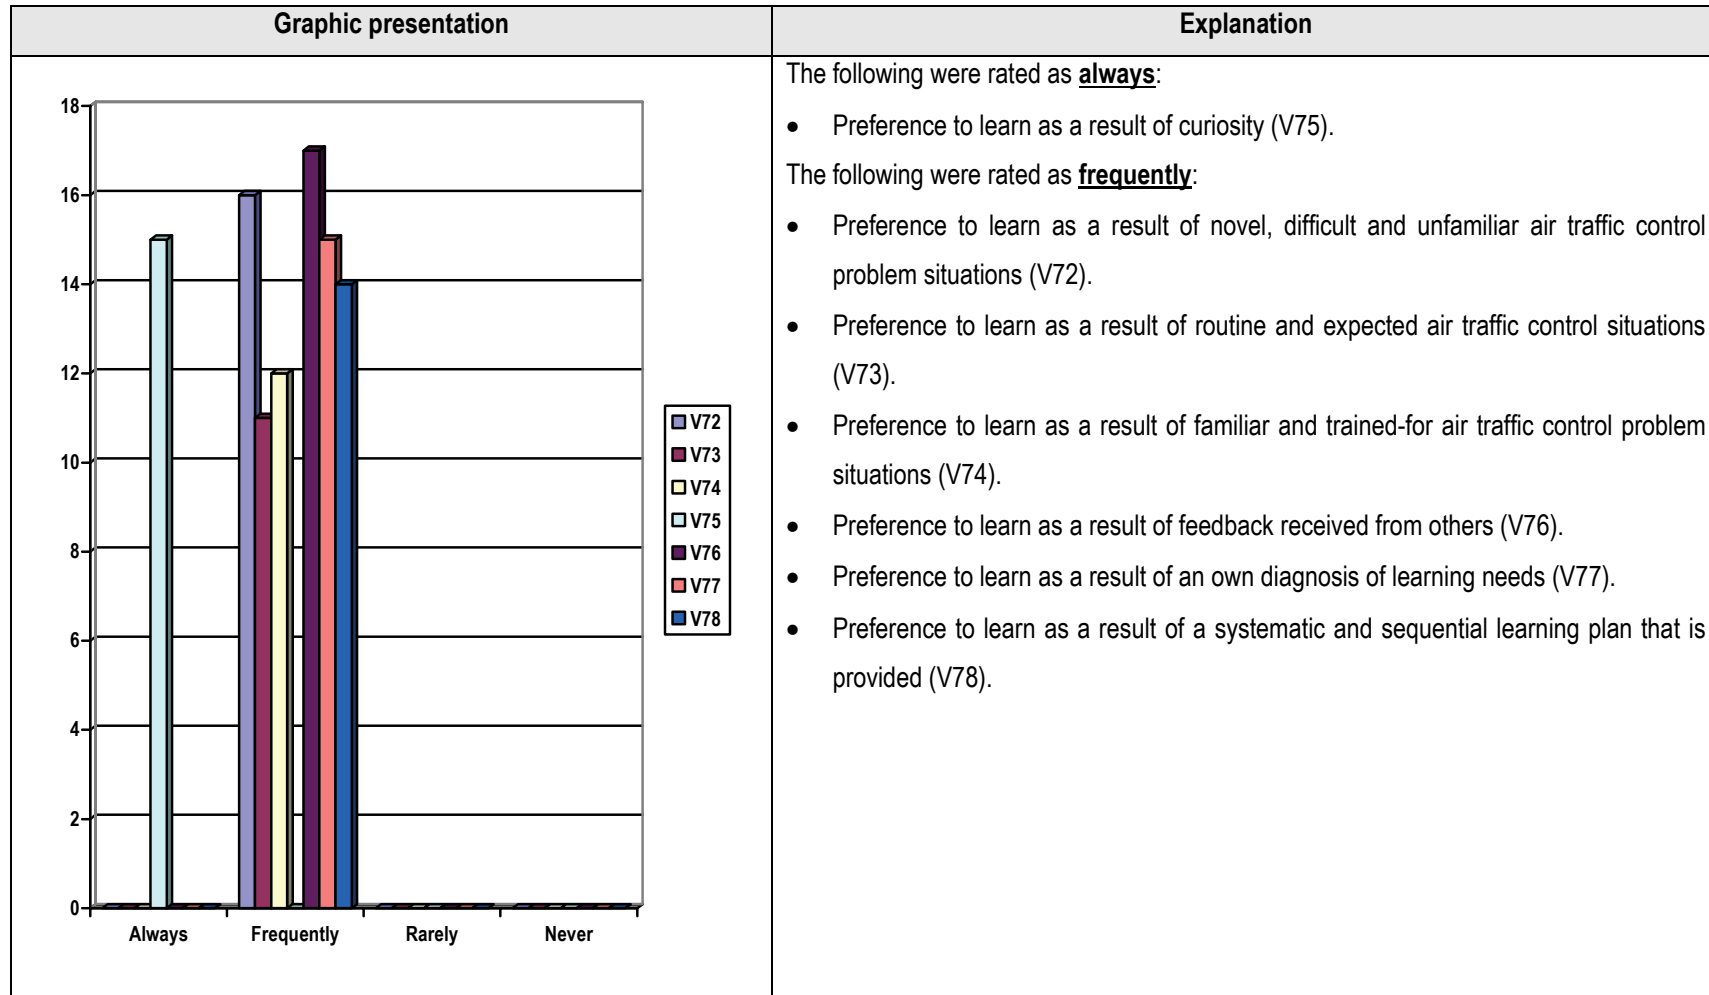 Graphic presentation
Explanation
18
16
14
12
10
8
6
4
2
0
Always Frequently Rarely Never
V72
V73
V74
V75
V76
V77
V78
The following were rated as always:
• Preference to learn as a result of curiosity (V75).
The following were rated as frequently:
• Preference to learn as a result of novel, difficult and unfamiliar air traffic control
problem situations (V72).
• Preference to learn as a result of routine and expected air traffic control situations
(V73).
• Preference to learn as a result of familiar and trained-for air traffic control problem
situations (V74).
• Preference to learn as a result of feedback received from others (V76).
• Preference to learn as a result of an own diagnosis of learning needs (V77).
• Preference to learn as a result of a systematic and sequential learning plan that is
provided (V78).